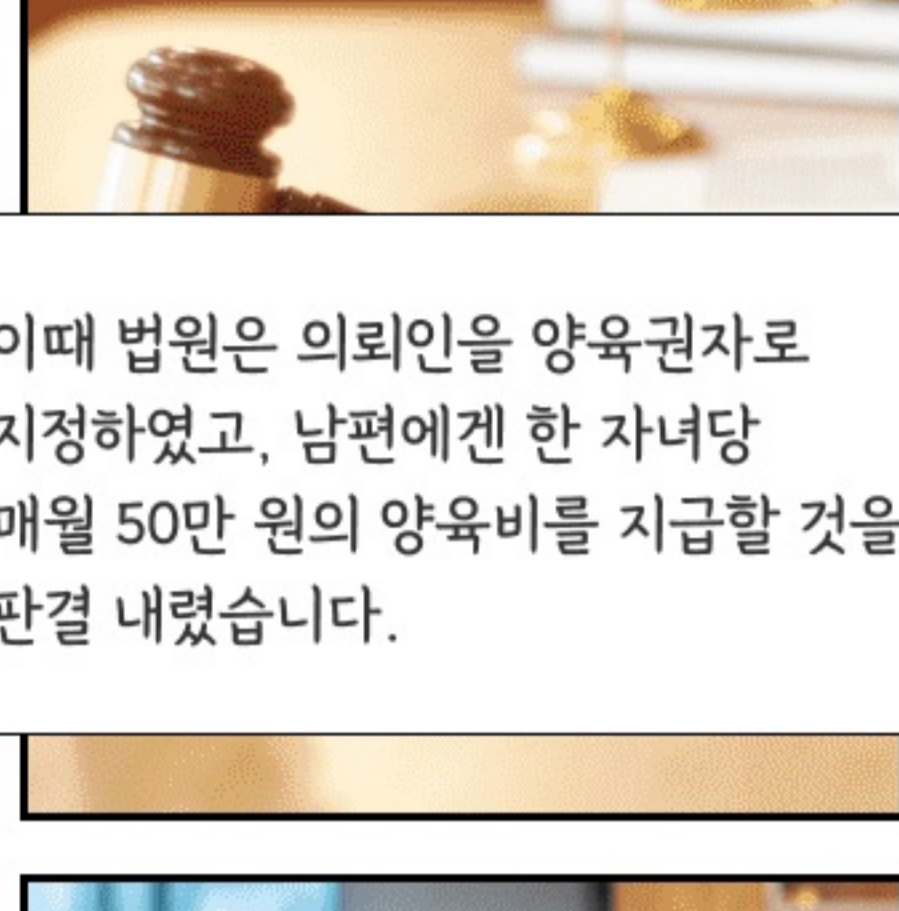 이때 법원은 의뢰인을 양육권자로
지정하였고, 남편에겐 한 자녀당
매월 50만 원의 양육비를 지급할 것을
판결 내렸습니다.